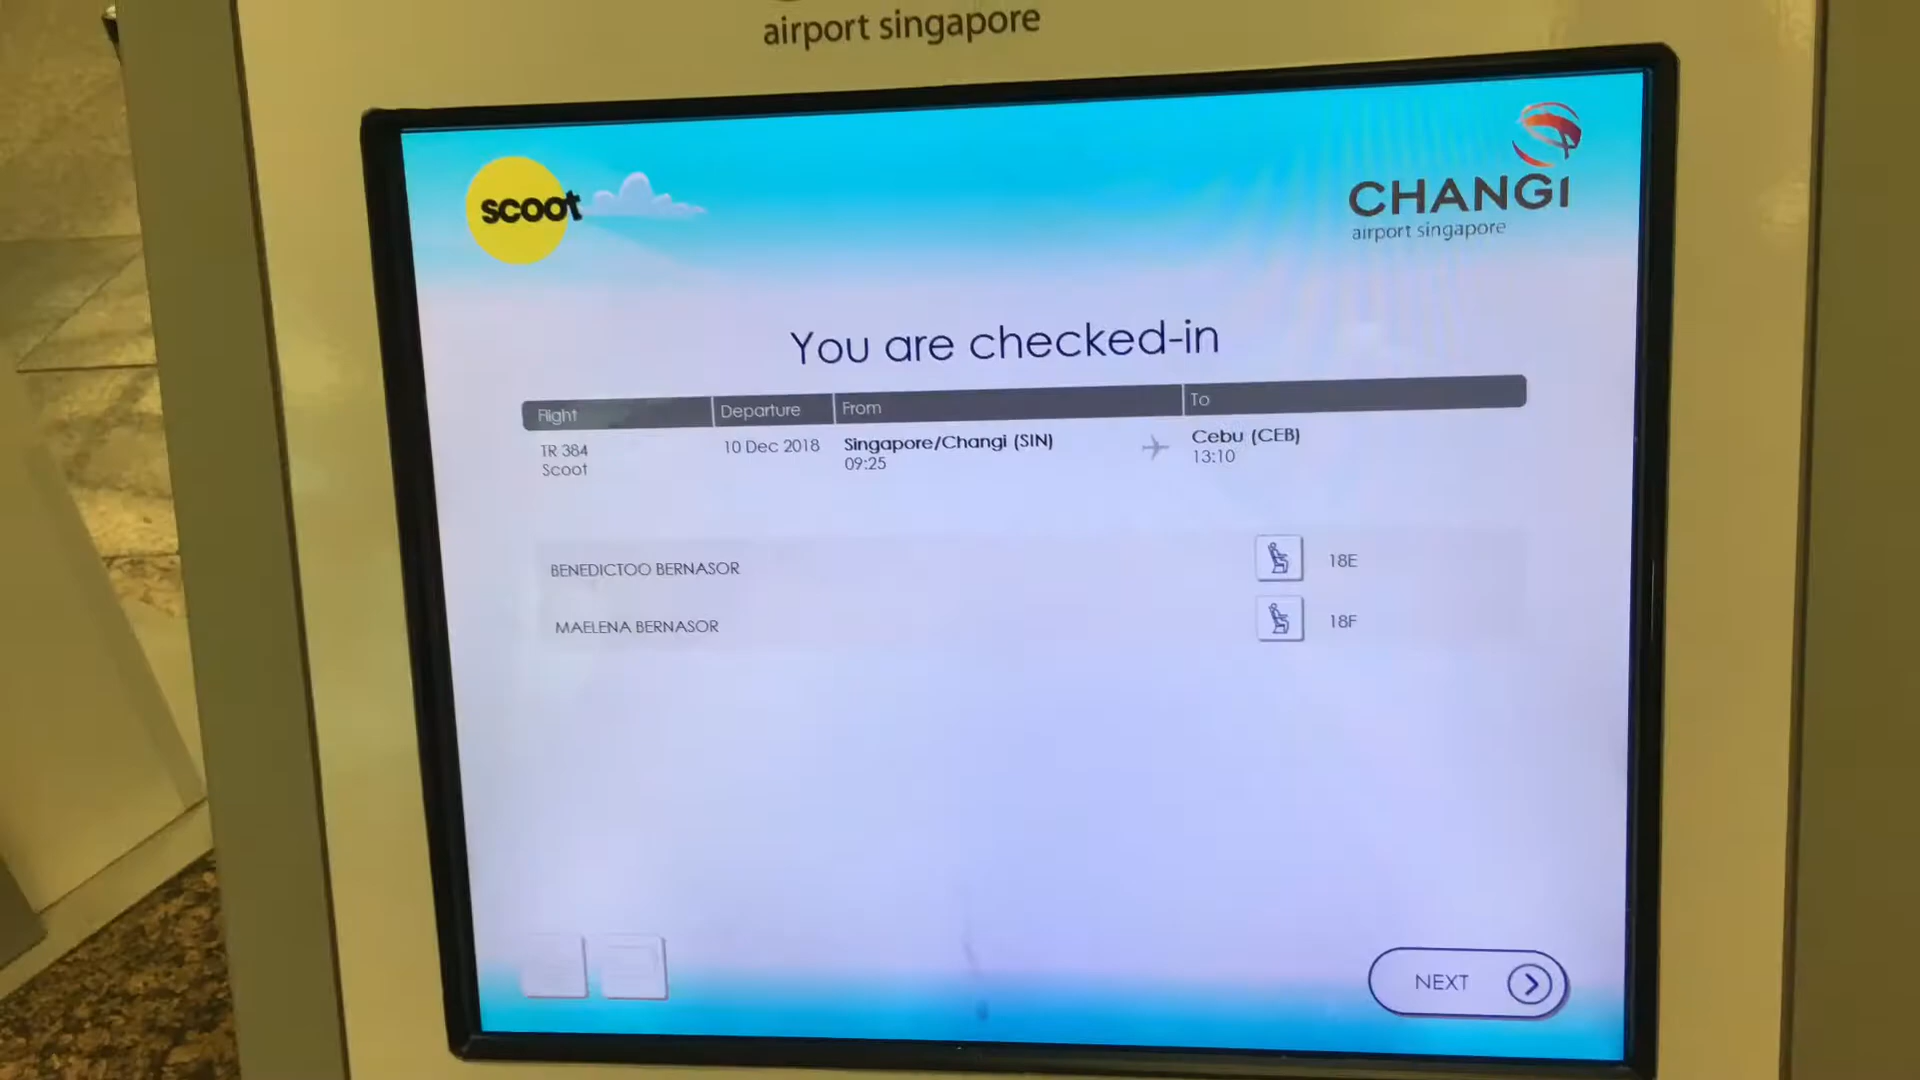 airport singapore
scoot
CHANGI
airport singapore
You are checked-in
Flight Departure From To
TR 384 10 Dec 2018 Singapore/Changi (SIN) Cebu (CEB)
Scoot 09:25 13:10
BENEDICTOO BERNASOR 18E
MAELENA BERNASOR 18F
NEXT